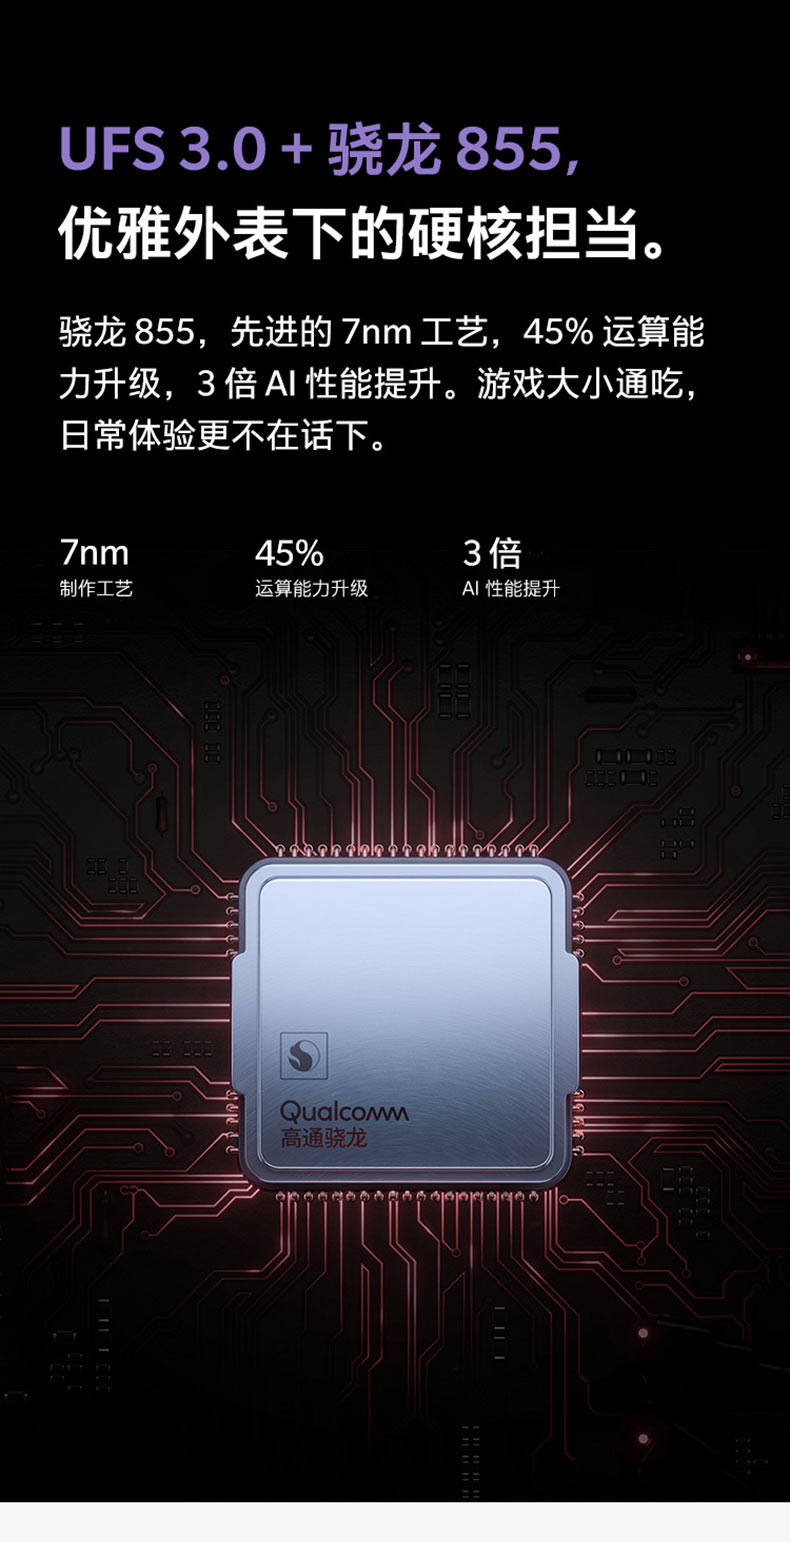 UFS 3.0 + 骁龙 855,
优雅外表下的硬核担当。
骁龙 855，先进的 7nm 工艺，45% 运算能
力升级，3 倍 AI 性能提升。游戏大小通吃，
日常体验更不在话下。
7nm 45% 3 倍
制作工艺 运算能力升级 AI 性能提升
Qualcomm
高通骁龙